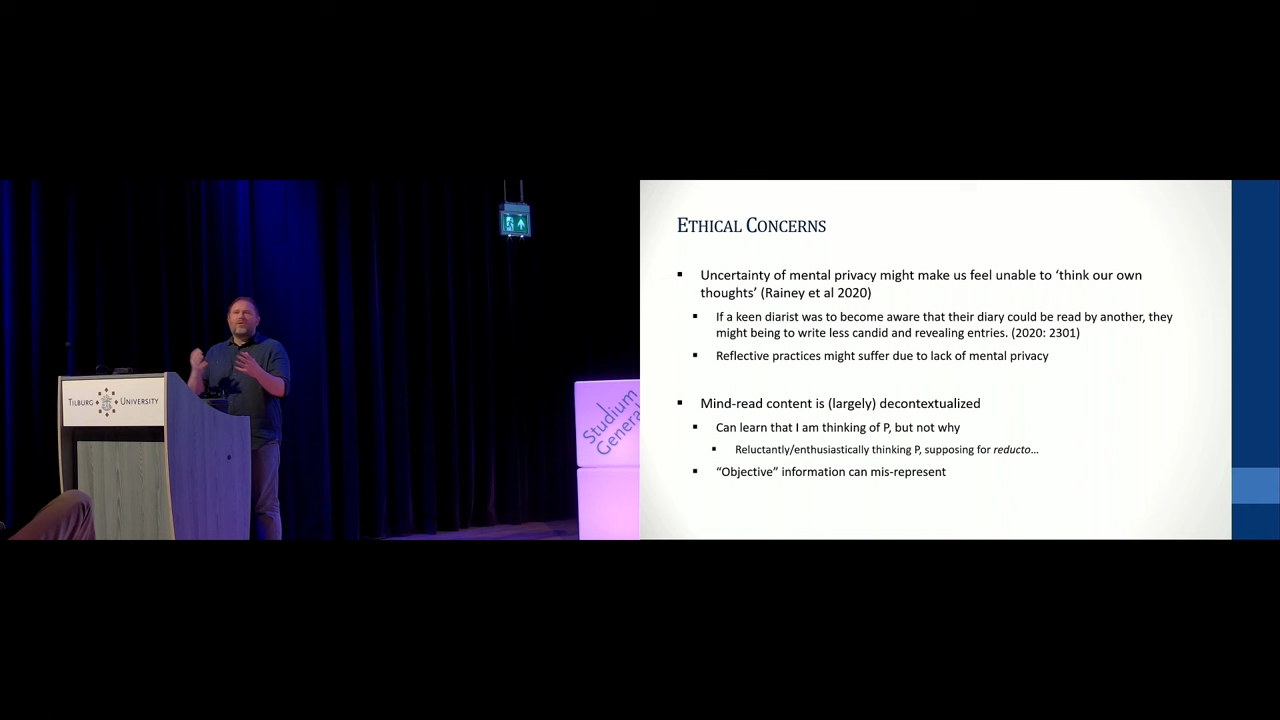 TILBURG UNIVERSITY
Studium
General
ETHICAL CONCERNS
▪ Uncertainty of mental privacy might make us feel unable to ‘think our own
thoughts’ (Rainey et al 2020)
▪ If a keen diarist was to become aware that their diary could be read by another, they
might being to write less candid and revealing entries. (2020: 2301)
▪ Reflective practices might suffer due to lack of mental privacy
▪ Mind-read content is (largely) decontextualized
▪ Can learn that I am thinking of P, but not why
▪ Reluctantly/enthusiastically thinking P, supposing for reducto…
▪ “Objective” information can mis-represent